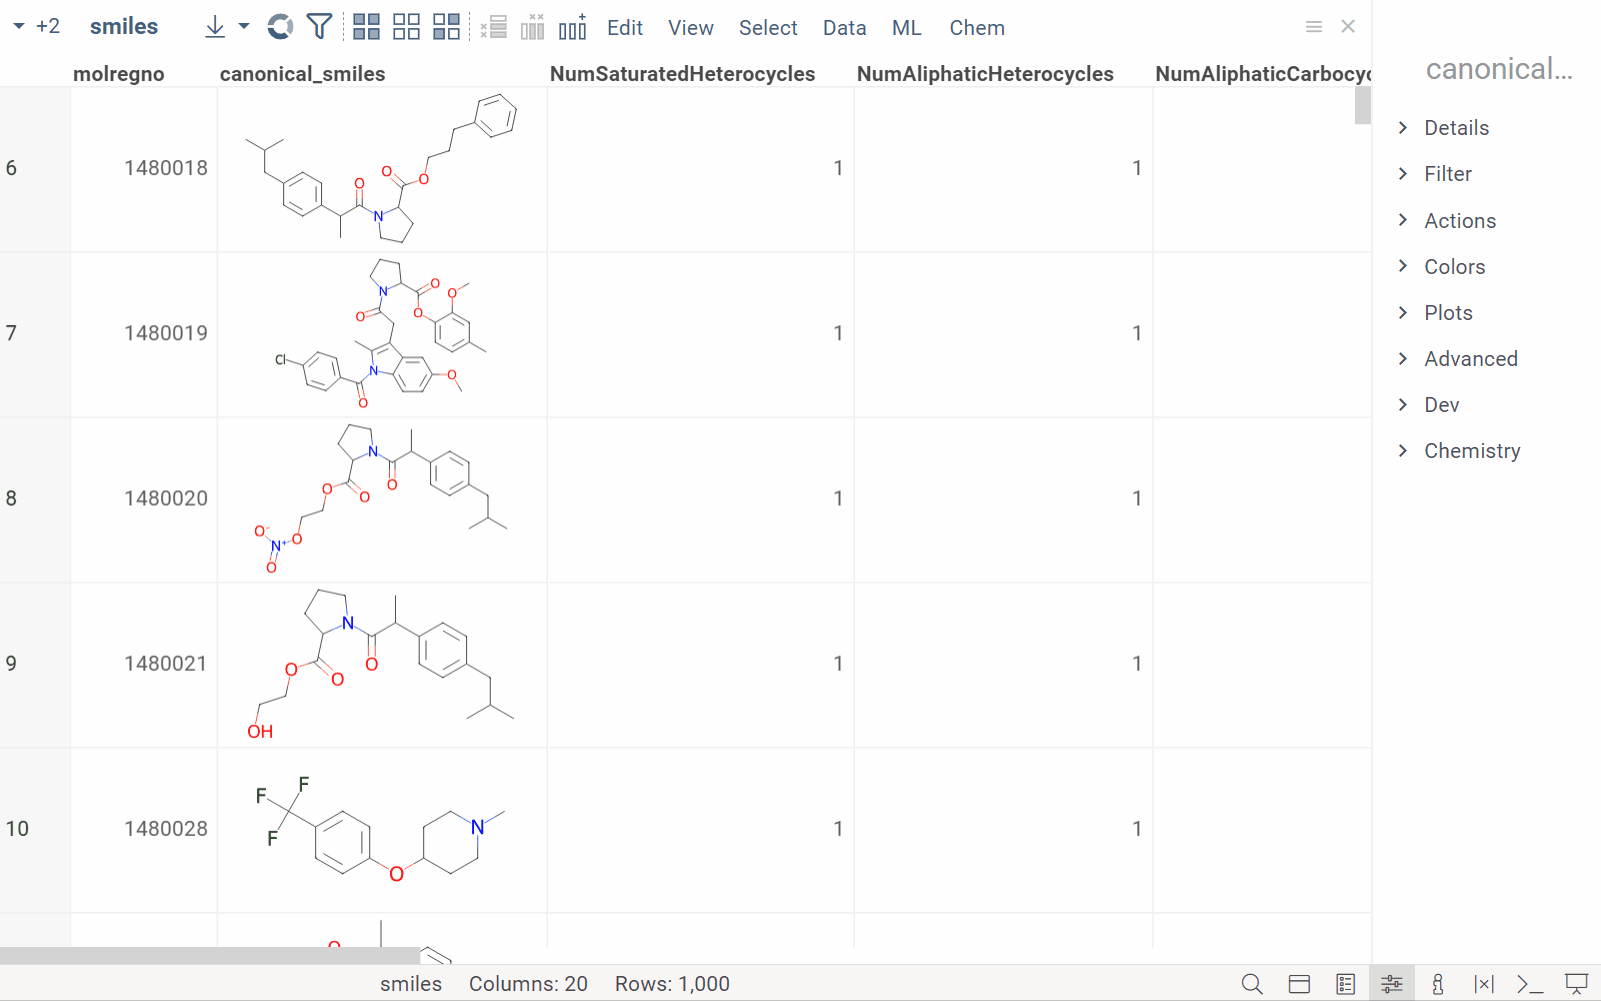 +2 smiles Edit View Select Data ML Chem
molregno canonical_smiles NumSaturatedHeterocycles NumAliphaticHeterocycles NumAliphaticCarbocyc
canonical...
Details
Filter
Actions
Colors
Plots
Advanced
Dev
Chemistry
6 1480018 1 1
O O O N
7 1480019 1 1
N O O O O Cl N O O
8 1480020 1 1
N O O O O- N+ O O
9 1480021 1 1
N O O O OH
10 1480028 1 1
F F F N O
O
smiles Columns: 20 Rows: 1,000